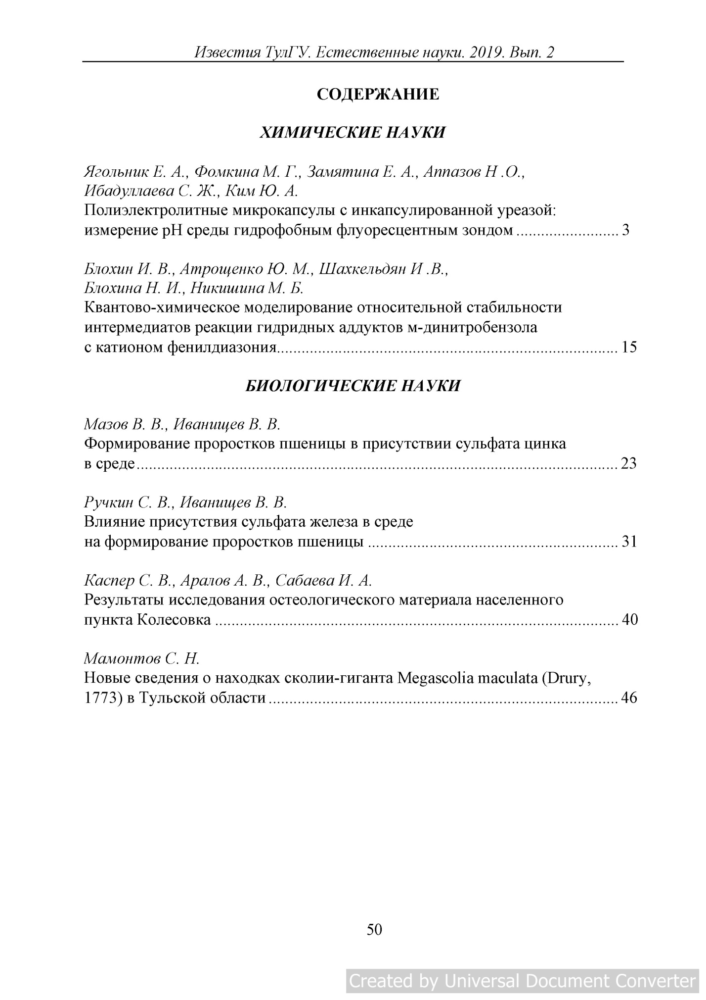 Известия ТулГУ. Естественные науки. 2019. Вып. 2
СОДЕРЖАНИЕ
ХИМИЧЕСКИЕ НАУКИ
Ягольник Е. А., Фомкина М. Г., Замятина Е. А., Аппазов Н .О.,
Ибадуллаева С. Ж., Ким Ю. А.
Полиэлектролитные микрокапсулы с инкапсулированной уреазой:
измерение pH среды гидрофобным флуоресцентным зондом ......................... 3
Блохин И. В., Атрощенко Ю. М., Шахкельдян И .В.,
Блохина Н. И., Никишина М. Б.
Квантово-химическое моделирование относительной стабильности
интермедиатов реакции гидридных аддуктов м-динитробензола
с катионом фенилдиазония.................................................................................... 15
БИОЛОГИЧЕСКИЕ НАУКИ
Мазов В. В., Иванищев В. В.
Формирование проростков пшеницы в присутствии сульфата цинка
в среде....................................................................................................................... 23
Ручкин С. В., Иванищев В. В.
Влияние присутствия сульфата железа в среде
на формирование проростков пшеницы .............................................................. 31
Каспер С. В., Аралов А. В., Сабаева И. А.
Результаты исследования остеологического материала населенного
пункта Колесовка .................................................................................................... 40
Мамонтов С. Н.
Новые сведения о находках сколии-гиганта Megascolia maculata (Drury,
1773) в Тульской области...................................................................................... 46
50
Created by Universal Document Converter